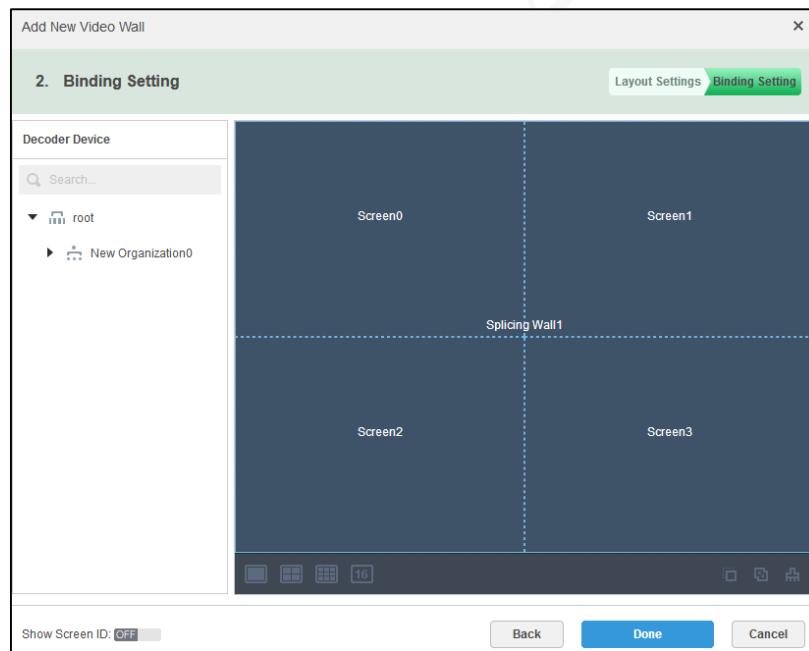 Add New Video Wall
2. Binding Setting
Layout Settings
Binding Setting
Decoder Device
Search...
root
New Organization0
Screen0
Screen1
Splicing Wall1
Screen2
Screen3
16
Show Screen ID: OFF
Back
Done
Cancel